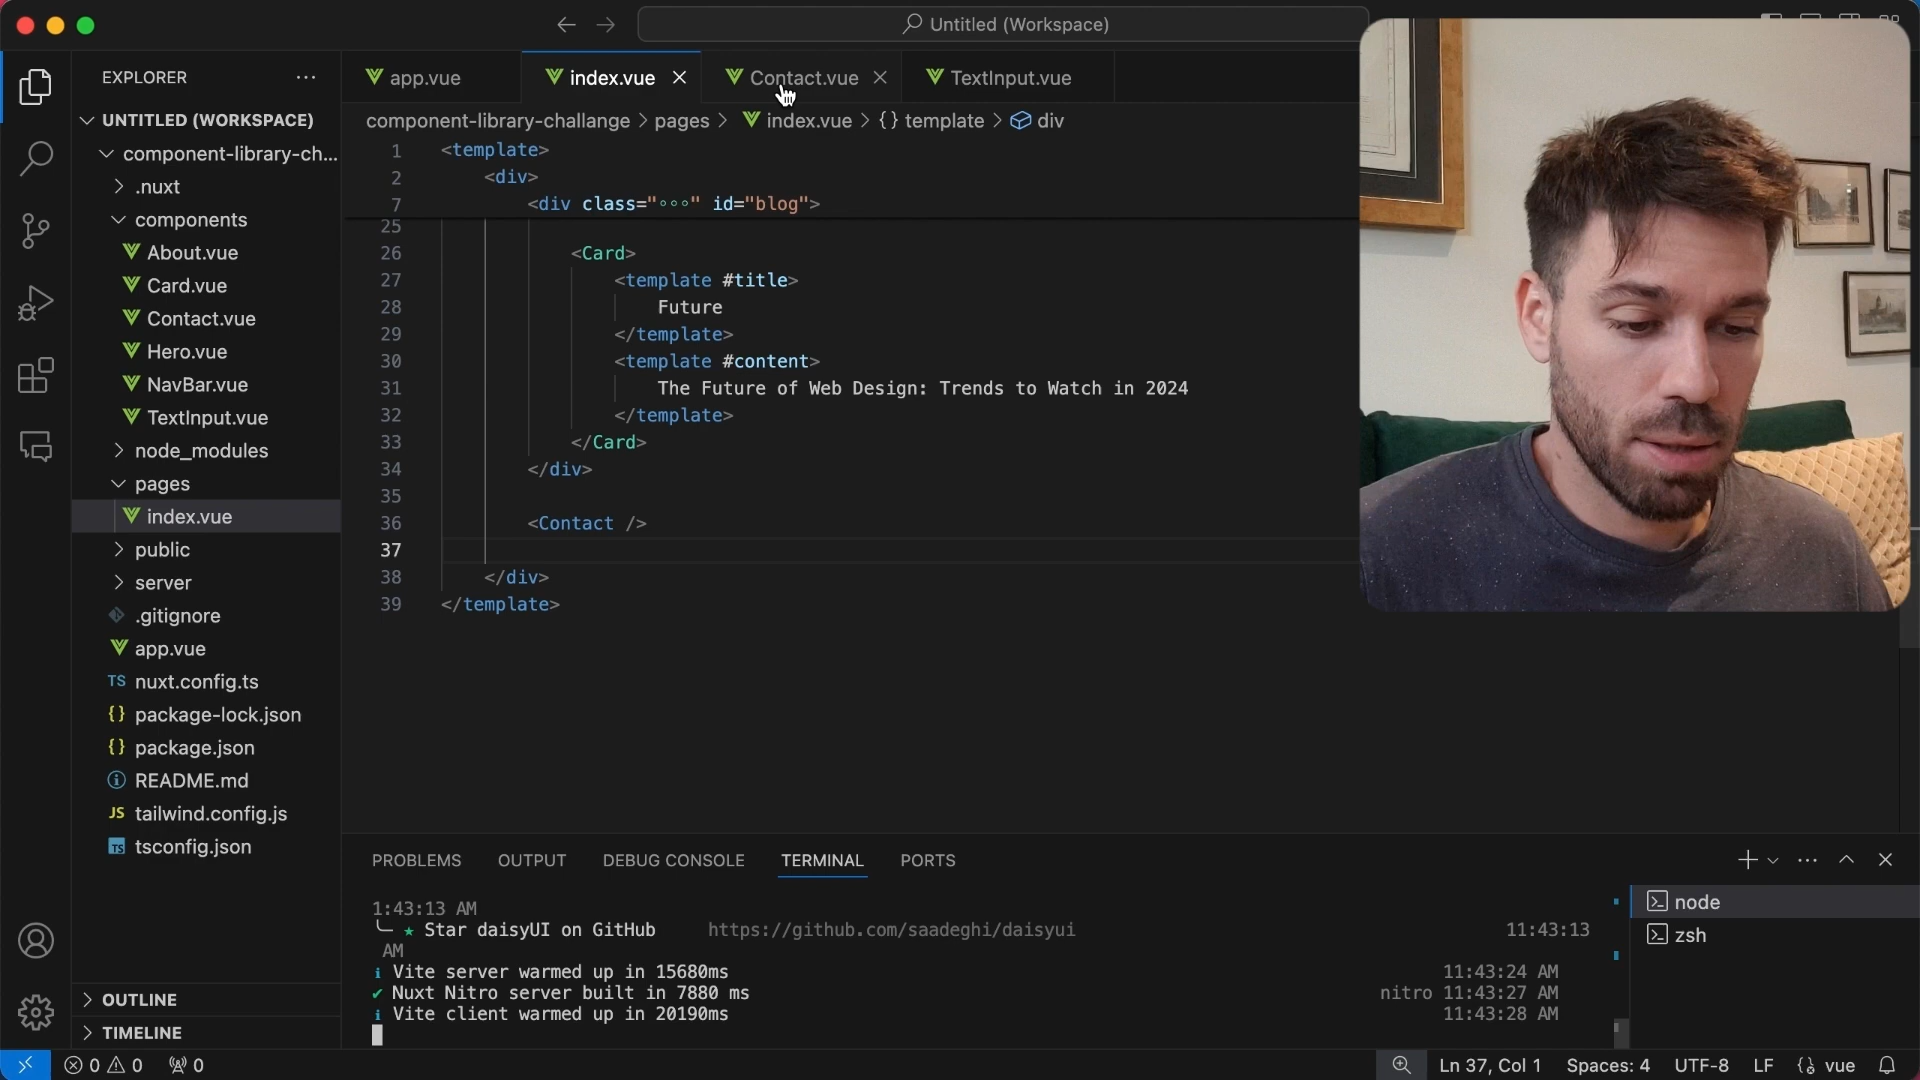 Untitled (Workspace)
EXPLORER
UNTITLED (WORKSPACE)
component-library-ch...
.nuxt
components
About.vue
Card.vue
Contact.vue
Hero.vue
NavBar.vue
TextInput.vue
node_modules
pages
index.vue
public
server
.gitignore
app.vue
TS nuxt.config.ts
{} package-lock.json
{} package.json
README.md
JS tailwind.config.js
TS tsconfig.json
OUTLINE
TIMELINE
app.vue
index.vue
Contact.vue
TextInput.vue
component-library-challange > pages > index.vue > {} template > div
1 <template>
2 <div>
7 <div class="..." id="blog">
25
26 <Card>
27 <template #title>
28 Future
29 </template>
30 <template #content>
31 The Future of Web Design: Trends to Watch in 2024
32 </template>
33 </Card>
34 </div>
35
36 <Contact />
37
38 </div>
39 </template>
PROBLEMS OUTPUT DEBUG CONSOLE TERMINAL PORTS
1:43:13 AM
★ Star daisyUI on GitHub https://github.com/saadeghi/daisyui 11:43:13
AM
ℹ Vite server warmed up in 15680ms 11:43:24 AM
✔ Nuxt Nitro server built in 7880 ms nitro 11:43:27 AM
ℹ Vite client warmed up in 20190ms 11:43:28 AM
node
zsh
0 0 0
Ln 37, Col 1 Spaces: 4 UTF-8 LF {} vue